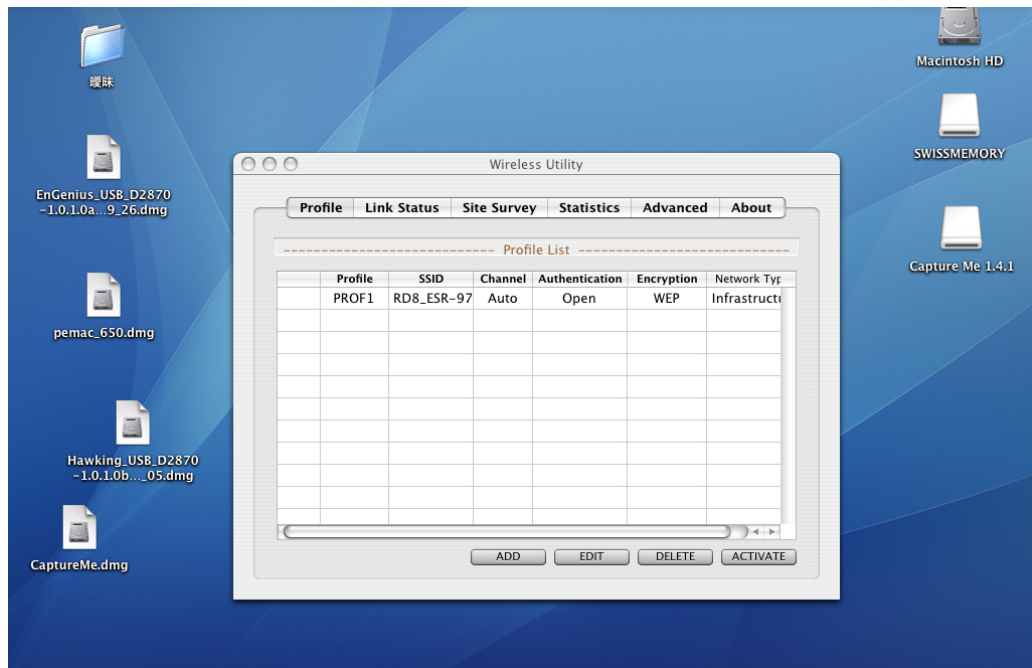 曖昧
EnGenius_USB_D2870
-1.0.1.0a...9_26.dmg
pemac_650.dmg
Hawking_USB_D2870
-1.0.1.0b..._05.dmg
CaptureMe.dmg
Macintosh HD
SWISSMEMORY
Capture Me 1.4.1
Wireless Utility
Profile Link Status Site Survey Statistics Advanced About
Profile List
Profile SSID Channel Authentication Encryption Network Typ
PROF1 RD8_ESR-97 Auto Open WEP Infrastructu
ADD EDIT DELETE ACTIVATE